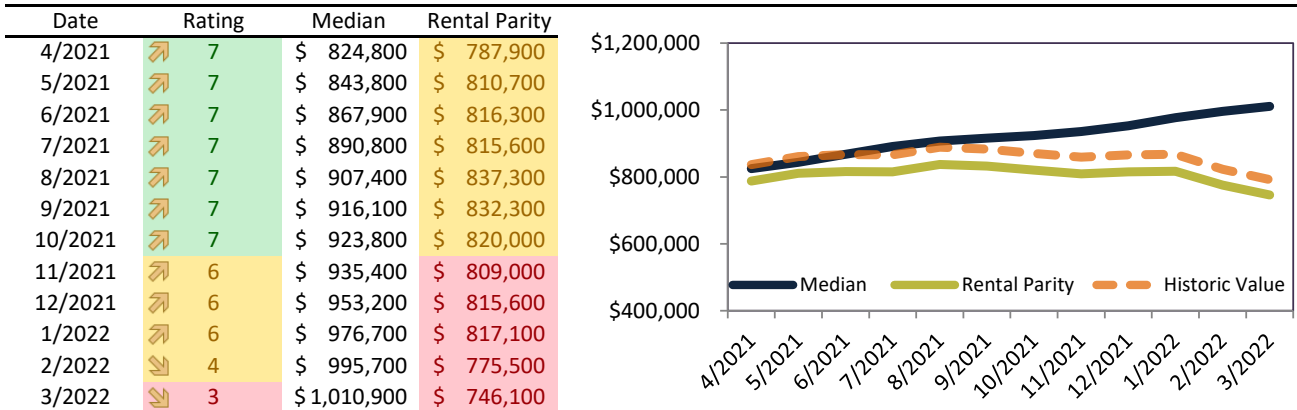 Date Rating Median Rental Parity
4/2021 7 $ 824,800 $ 787,900
5/2021 7 $ 843,800 $ 810,700
6/2021 7 $ 867,900 $ 816,300
7/2021 7 $ 890,800 $ 815,600
8/2021 7 $ 907,400 $ 837,300
9/2021 7 $ 916,100 $ 832,300
10/2021 7 $ 923,800 $ 820,000
11/2021 6 $ 935,400 $ 809,000
12/2021 6 $ 953,200 $ 815,600
1/2022 6 $ 976,700 $ 817,100
2/2022 4 $ 995,700 $ 775,500
3/2022 3 $ 1,010,900 $ 746,100
$1,200,000
$1,000,000
$800,000
$600,000
$400,000
Median Rental Parity Historic Value
4/2021 5/2021 6/2021 7/2021 8/2021 9/2021 10/2021 11/2021 12/2021 1/2022 2/2022 3/2022